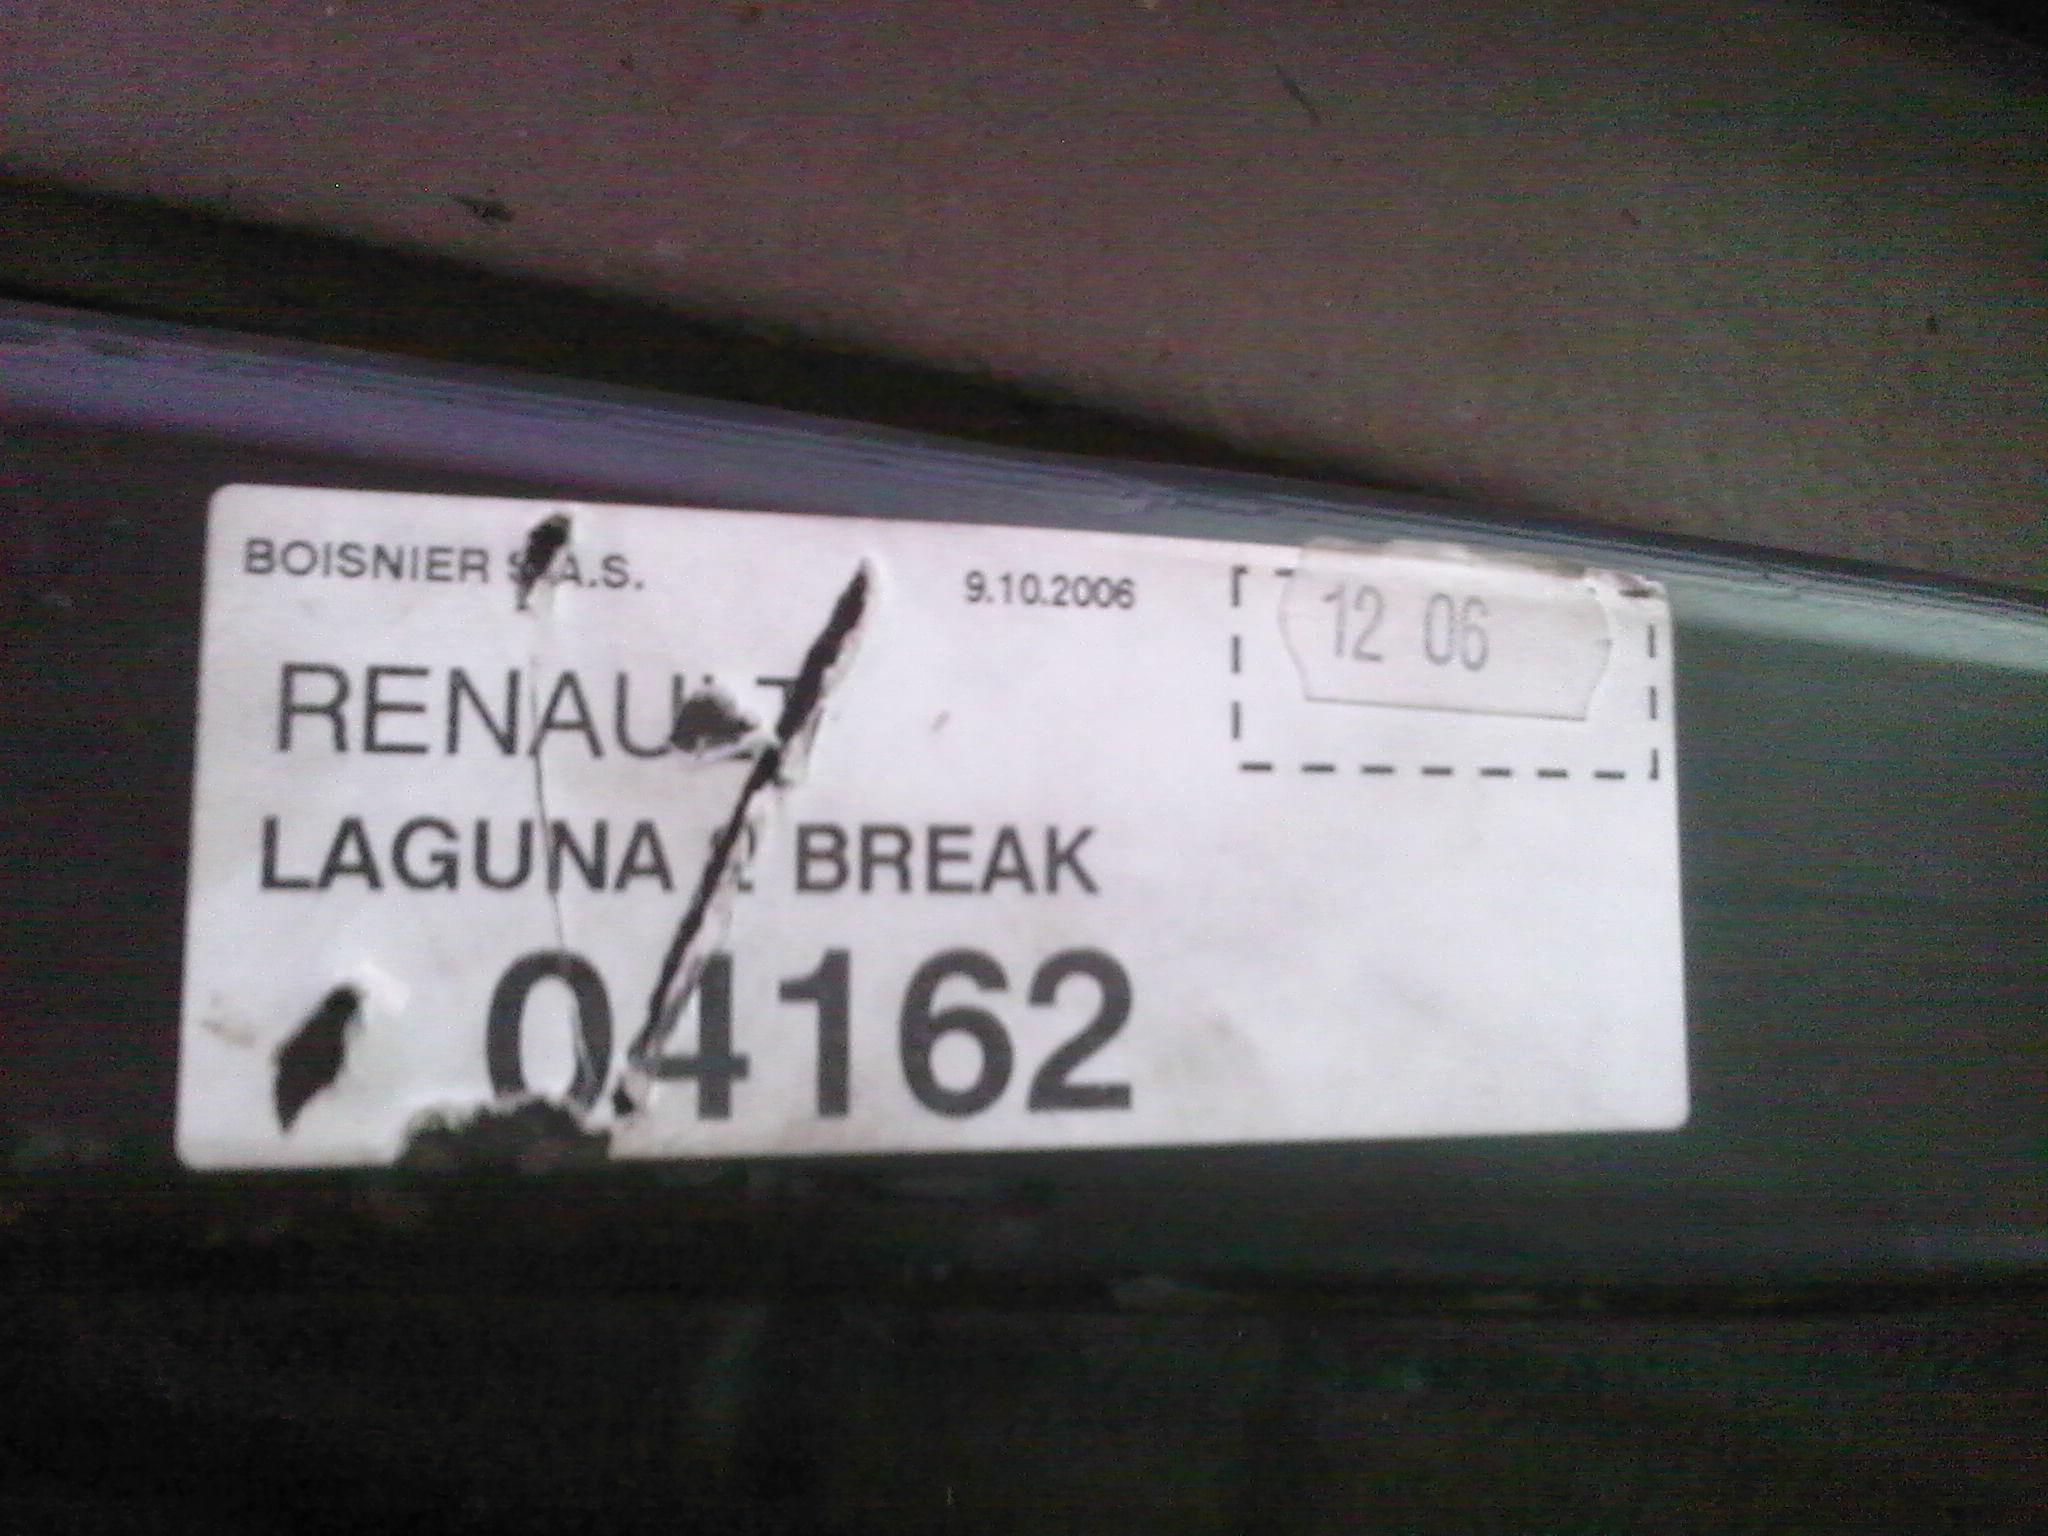 BOISNIER S.A.S.
9.10.2006
12 06
RENAULT
LAGUNA 2 BREAK
04162